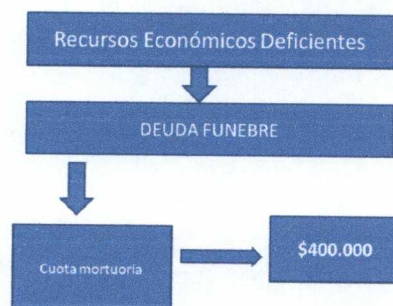 Recursos Económicos Deficientes
DEUDA FUNEBRE
Cuota mortuoria
$400.000